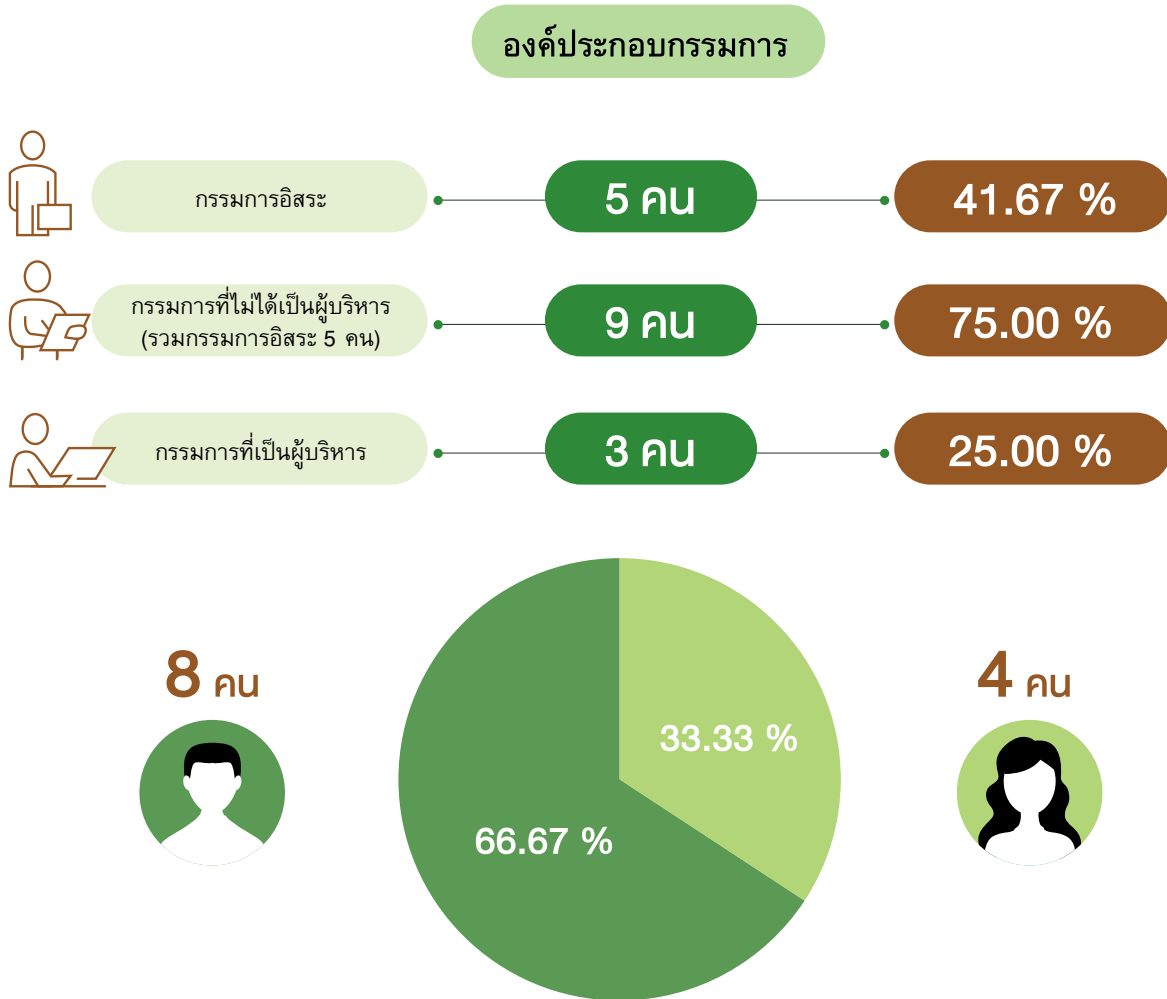 องค์ประกอบกรรมการ
กรรมการอิสระ
5 คน
41.67 %
กรรมการที่ไม่ได้เป็นผู้บริหาร
(รวมกรรมการอิสระ 5 คน)
9 คน
75.00 %
กรรมการที่เป็นผู้บริหาร
3 คน
25.00 %
8 คน
4 คน
33.33 %
66.67 %